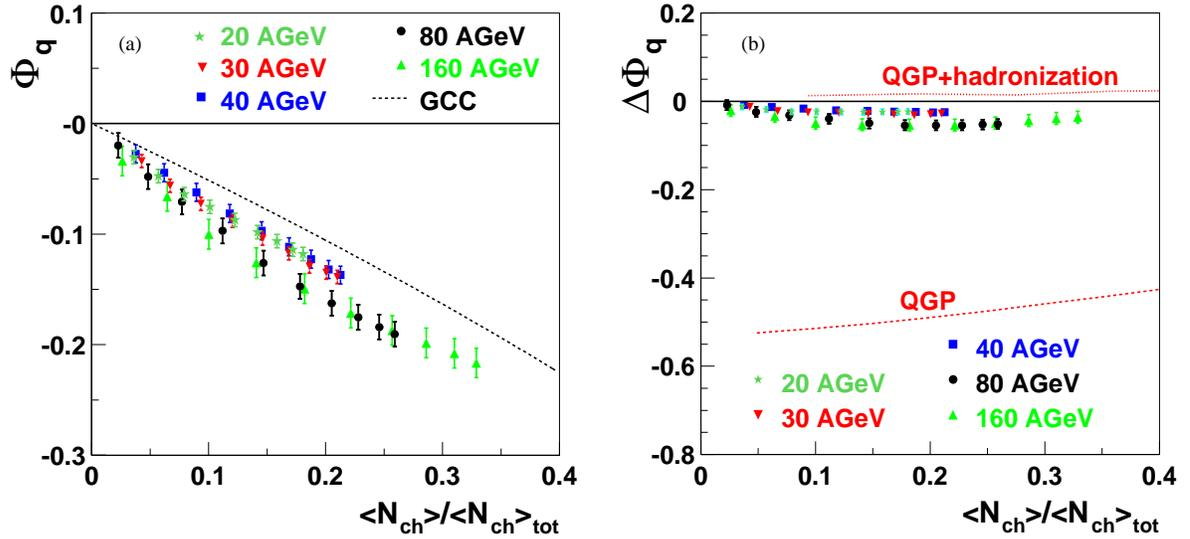 (a)
20 AGeV
30 AGeV
40 AGeV
80 AGeV
160 AGeV
GCC
Φq
0.1
-0
-0.1
-0.2
-0.3
0 0.1 0.2 0.3 0.4
<Nch>/<Nch>tot
(b)
QGP+hadronization
QGP
40 AGeV
20 AGeV
80 AGeV
30 AGeV
160 AGeV
ΔΦq
0.2
0
-0.2
-0.4
-0.6
-0.8
0 0.1 0.2 0.3 0.4
<Nch>/<Nch>tot